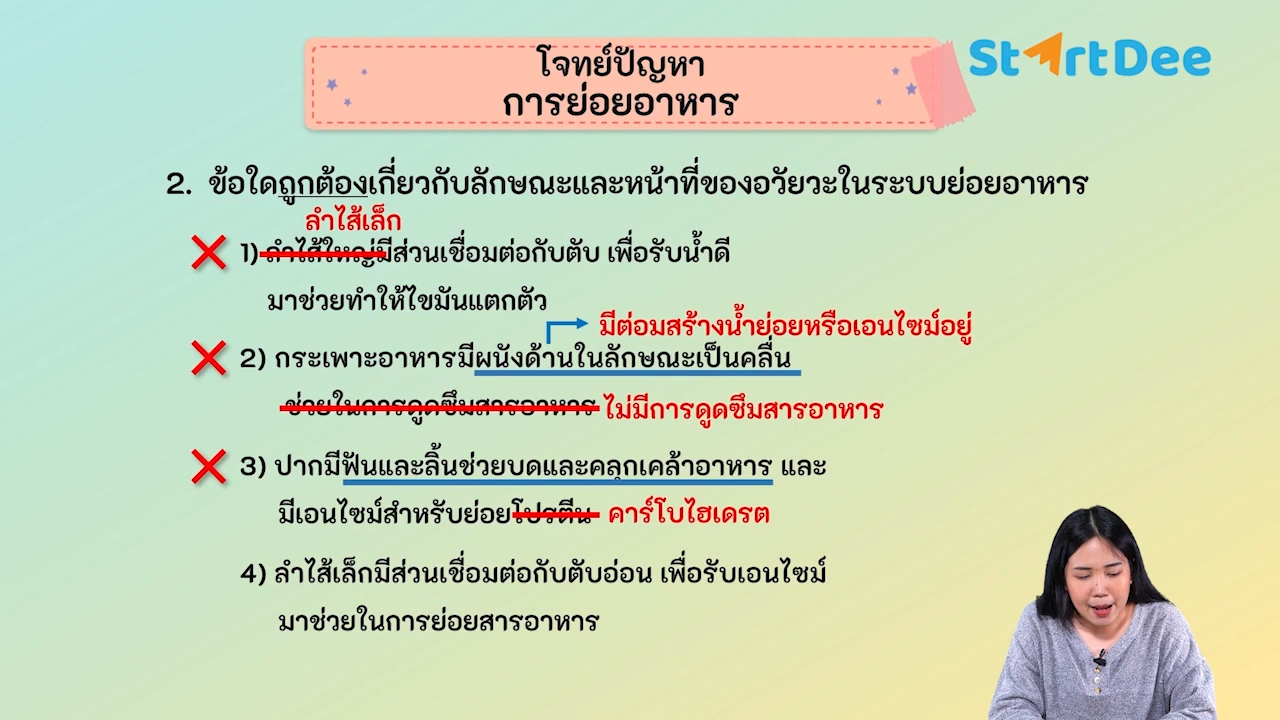 โจทย์ปัญหา
การย่อยอาหาร
StartDee
2. ข้อใดถูกต้องเกี่ยวกับลักษณะและหน้าที่ของอวัยวะในระบบย่อยอาหาร
ลำไส้เล็ก
1) ลำไส้ใหญ่มีส่วนเชื่อมต่อกับตับ เพื่อรับน้ำดี
มาช่วยทำให้ไขมันแตกตัว
มีต่อมสร้างน้ำย่อยหรือเอนไซม์อยู่
2) กระเพาะอาหารมีผนังด้านในลักษณะเป็นคลื่น
ช่วยในการดูดซึมสารอาหาร ไม่มีการดูดซึมสารอาหาร
3) ปากมีฟันและลิ้นช่วยบดและคลุกเคล้าอาหาร และ
มีเอนไซม์สำหรับย่อยโปรตีน คาร์โบไฮเดรต
4) ลำไส้เล็กมีส่วนเชื่อมต่อกับตับอ่อน เพื่อรับเอนไซม์
มาช่วยในการย่อยสารอาหาร